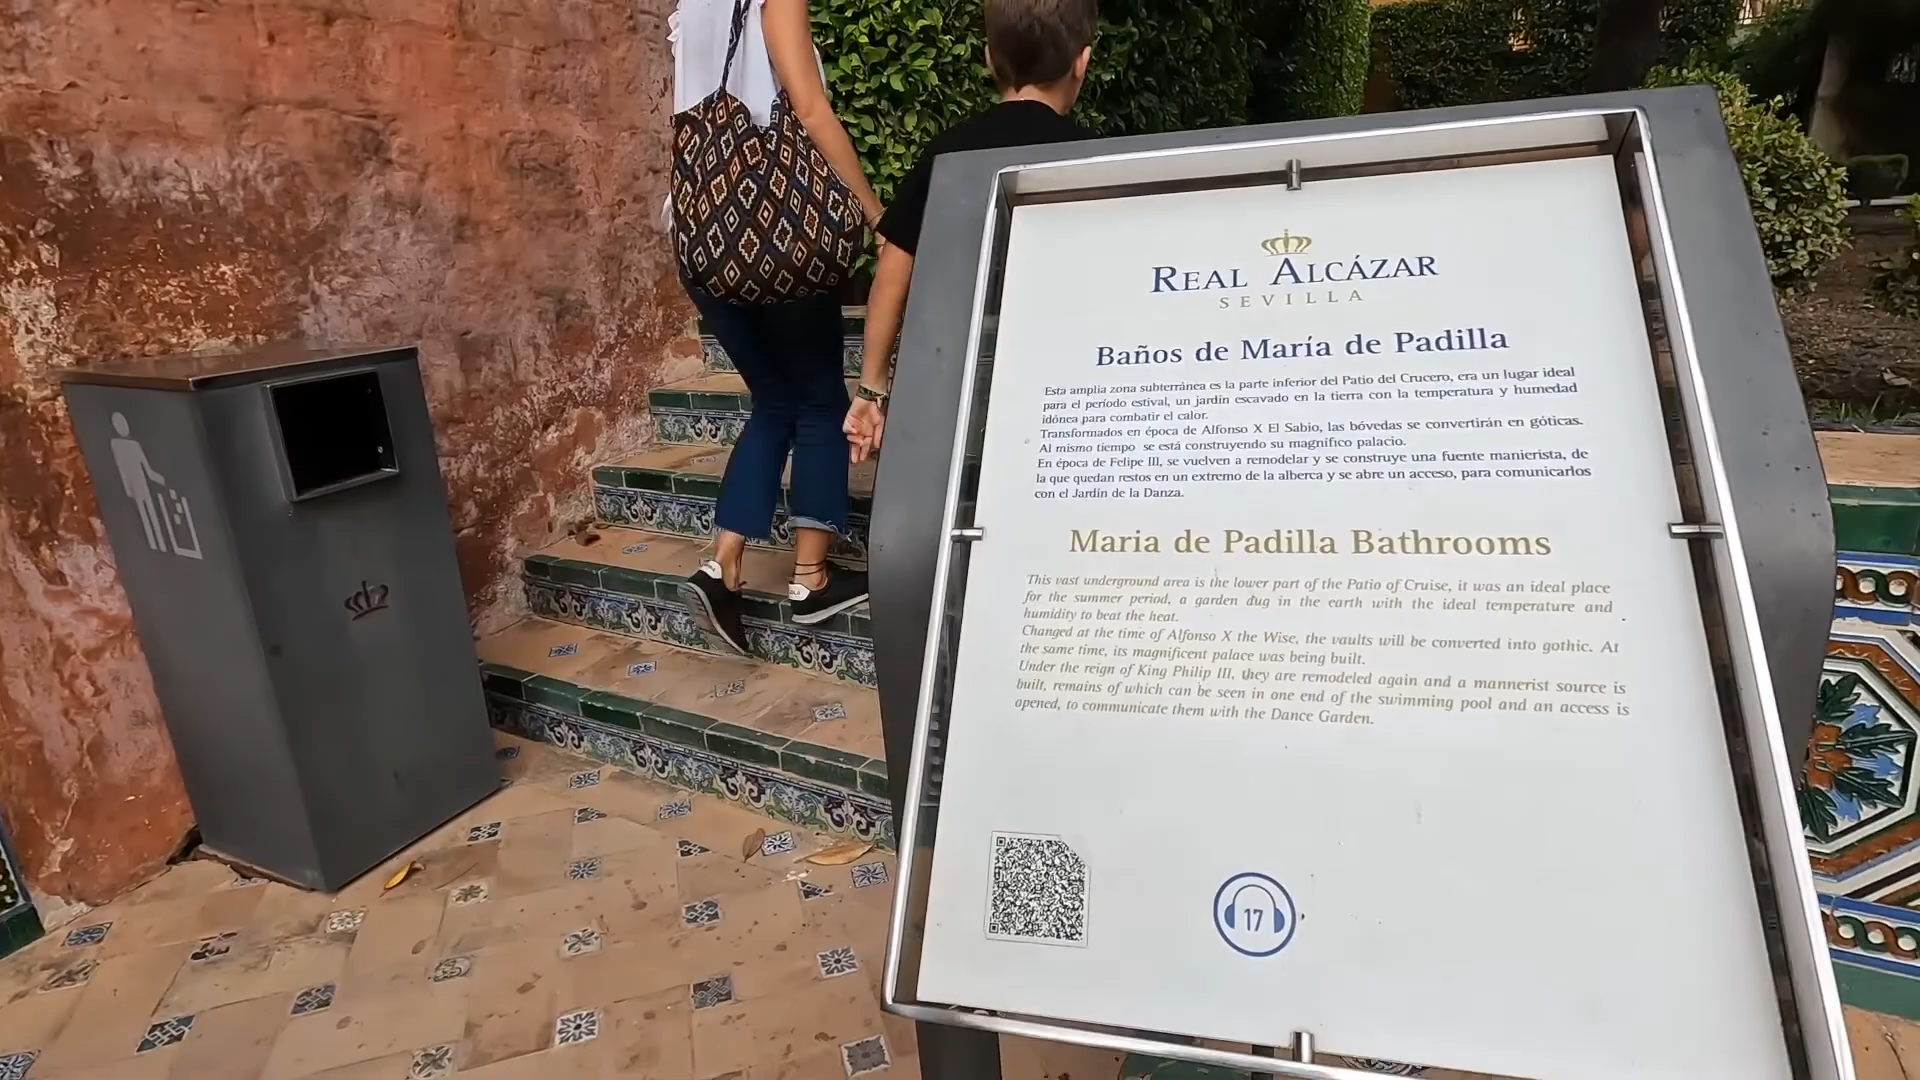 REAL ALCÁZAR
SEVILLA
Baños de María de Padilla
Esta amplia zona subterránea es la parte inferior del Patio del Crucero, era un lugar ideal
para el período estival, un jardín escavado en la tierra con la temperatura y humedad
idónea para combatir el calor.
Transformados en época de Alfonso X El Sabio, las bóvedas se convertirán en góticas.
Al mismo tiempo se está construyendo su magnífico palacio.
En época de Felipe III, se vuelven a remodelar y se construye una fuente manierista, de
la que quedan restos en un extremo de la alberca y se abre un acceso, para comunicarlos
con el Jardín de la Danza.
Maria de Padilla Bathrooms
This vast underground area is the lower part of the Patio of Cruise, it was an ideal place
for the summer period, a garden dug in the earth with the ideal temperature and
humidity to beat the heat.
Changed at the time of Alfonso X the Wise, the vaults will be converted into gothic. At
the same time, its magnificent palace was being built.
Under the reign of King Philip III, they are remodeled again and a mannerist source is
built, remains of which can be seen in one end of the swimming pool and an access is
opened, to communicate them with the Dance Garden.
17